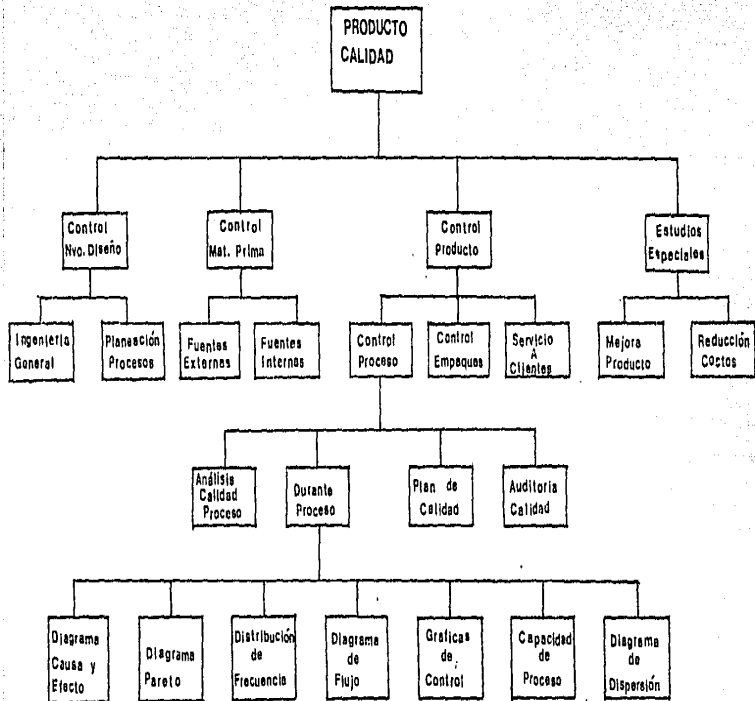 PRODUCTO
CALIDAD
Control
Nvo. Diseño
Control
Mat. Prima
Control
Producto
Estudios
Especiales
Ingeniería
General
Planeación
Procesos
Fuentes
Externas
Fuentes
Internas
Control
Proceso
Control
Empaques
Servicio
A
Clientes
Mejora
Producto
Reducción
Costos
Análisis
Calidad
Proceso
Durante
Proceso
Plan de
Calidad
Auditoría
Calidad
Diagrama
Causa y
Efecto
Diagrama
Pareto
Distribución
de
Frecuencia
Diagrama
de
Flujo
Graficas
de
Control
Capacidad
de
Proceso
Diagrama
de
Dispersión